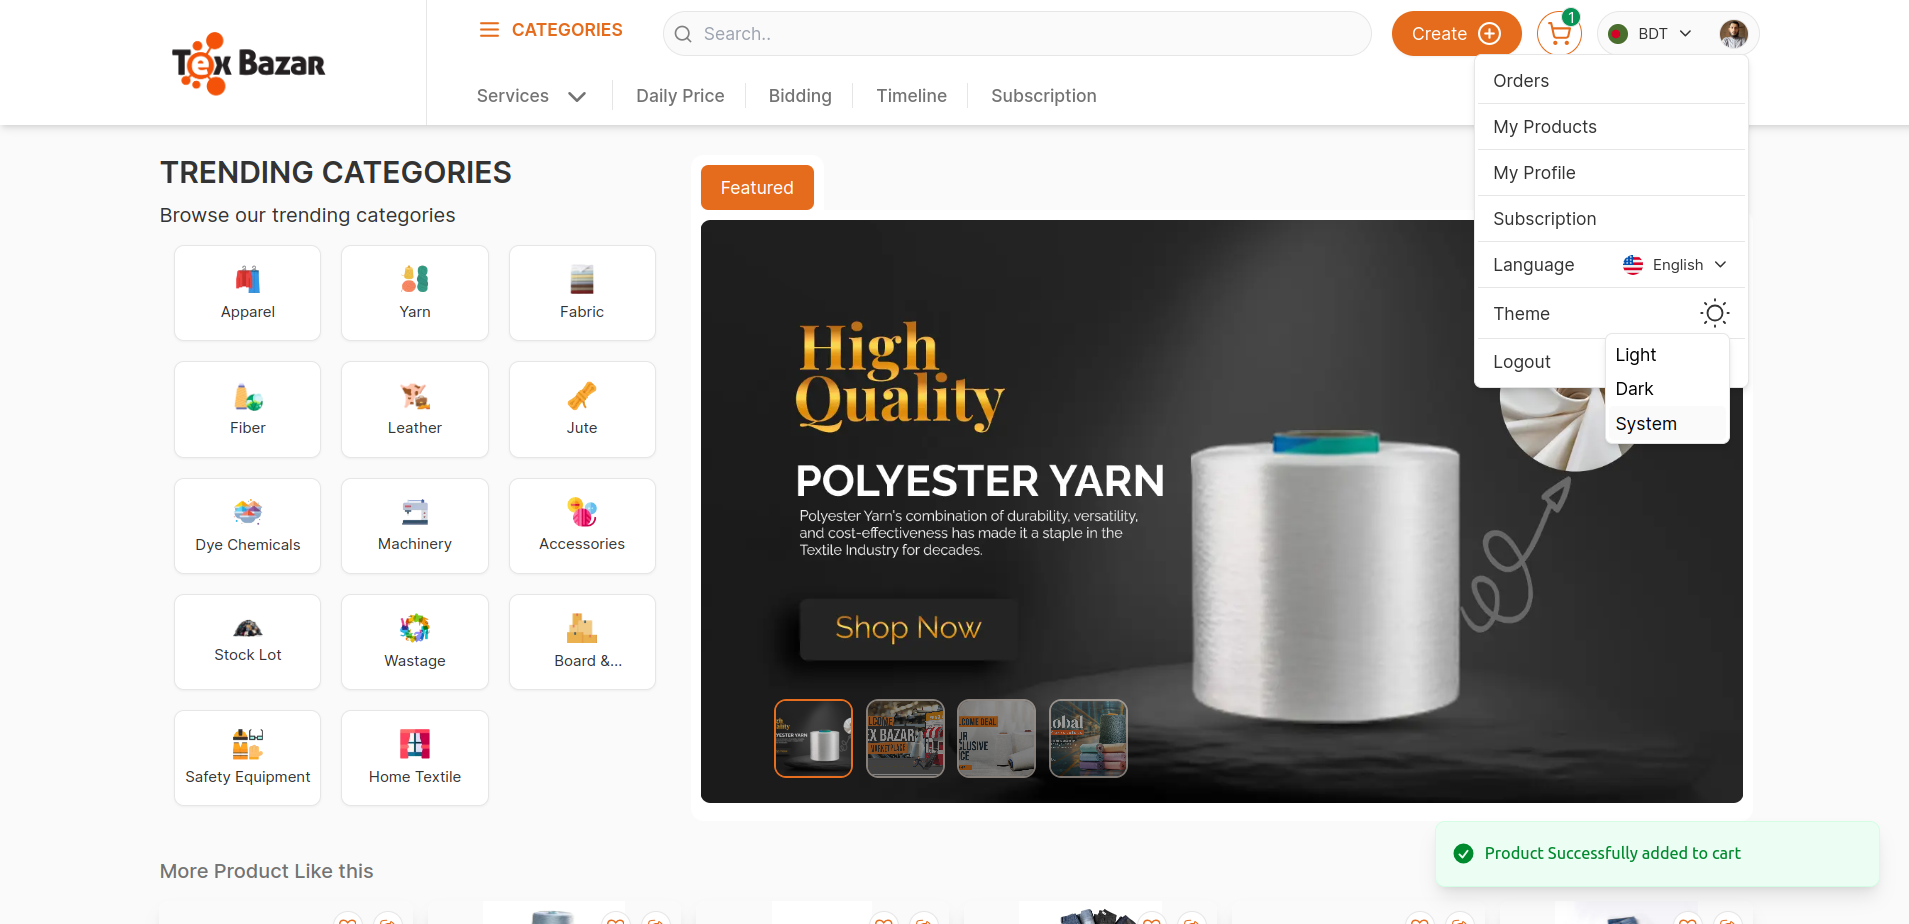 Tex Bazar
CATEGORIES
Search..
Create
1
BDT
Services
Daily Price
Bidding
Timeline
Subscription
Orders
My Products
My Profile
Subscription
Language
English
Theme
Logout
Light
Dark
System
TRENDING CATEGORIES
Browse our trending categories
Apparel
Yarn
Fabric
Fiber
Leather
Jute
Dye Chemicals
Machinery
Accessories
Stock Lot
Wastage
Board &...
Safety Equipment
Home Textile
Featured
High
Quality
POLYESTER YARN
Polyester Yarn's combination of durability, versatility,
and cost-effectiveness has made it a staple in the
Textile Industry for decades.
Shop Now
Product Successfully added to cart
More Product Like this